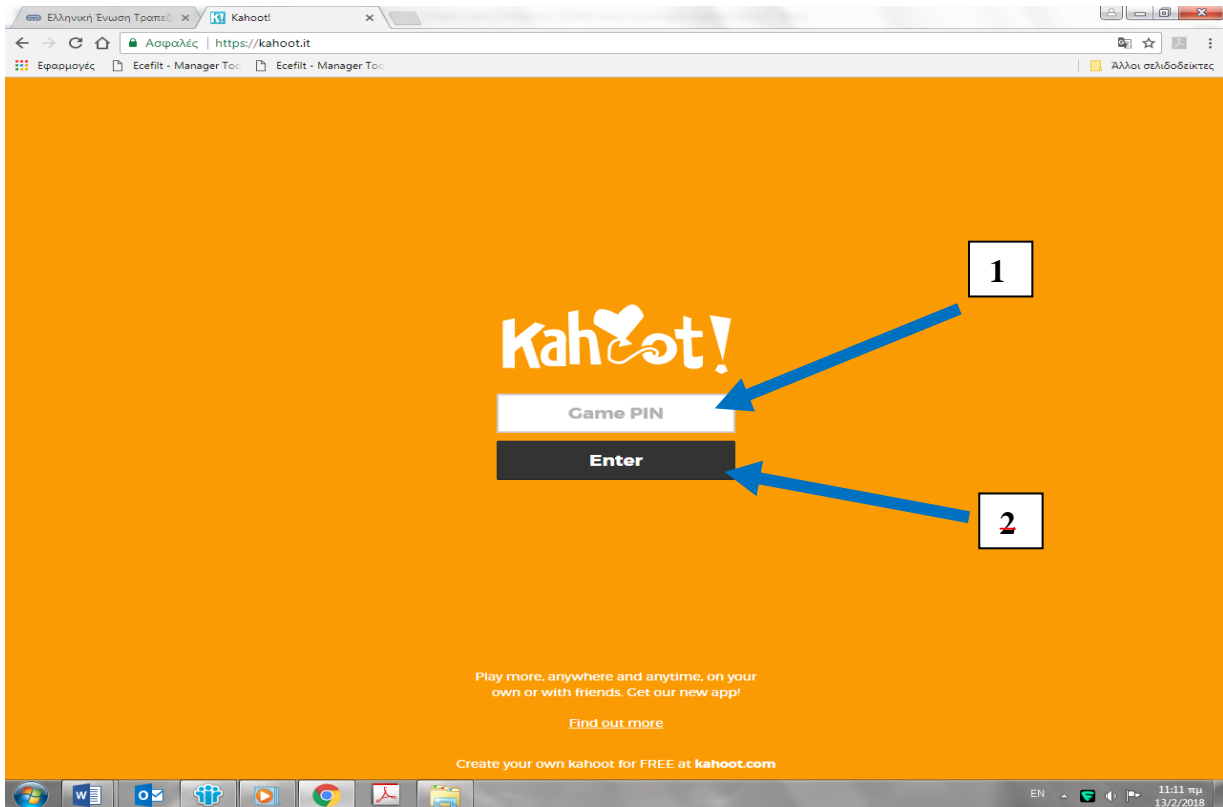 Ελληνική Ένωση Τραπεζ
Kahoot!
Ασφαλές | https://kahoot.it
Εφαρμογές
Ecefilt - Manager Too
Ecefilt - Manager Too
Άλλοι σελιδοδείκτες
1
Kahoot!
Game PIN
Enter
2
Play more, anywhere and anytime, on your
own or with friends. Get our new app!
Find out more
Create your own kahoot for FREE at kahoot.com
EN
11:11 πμ
13/2/2018